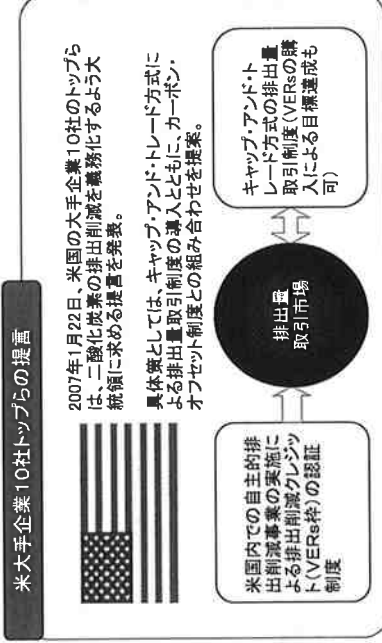 米大手企業10社トップらの提言
2007年1月22日、米国の大手企業10社のトップら
は、二酸化炭素の排出削減を義務化するよう大
統領に求める提言を発表。
具体策としては、キャップ・アンド・トレード方式に
よる排出量取引制度の導入とともに、カーボン・
オフセット制度との組み合わせを提案。
米国内での自主的排
出削減事業の実施に
よる排出削減クレジッ
ト(VERs枠)の認証
制度
排出量
取引市場
キャップ・アンド・ト
レード方式の排出量
取引制度(VERsの購
入による目標達成も
可)